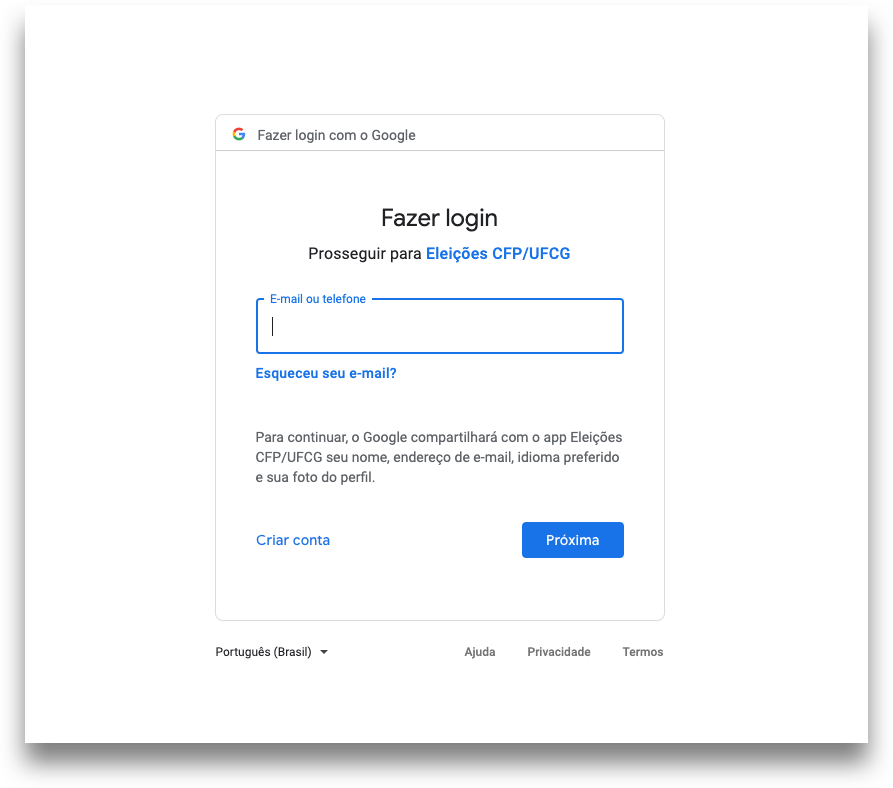 Fazer login com o Google
Fazer login
Prosseguir para Eleições CFP/UFCG
E-mail ou telefone
Esqueceu seu e-mail?
Para continuar, o Google compartilhará com o app Eleições
CFP/UFCG seu nome, endereço de e-mail, idioma preferido
e sua foto do perfil.
Criar conta Próxima
Português (Brasil) Ajuda Privacidade Termos